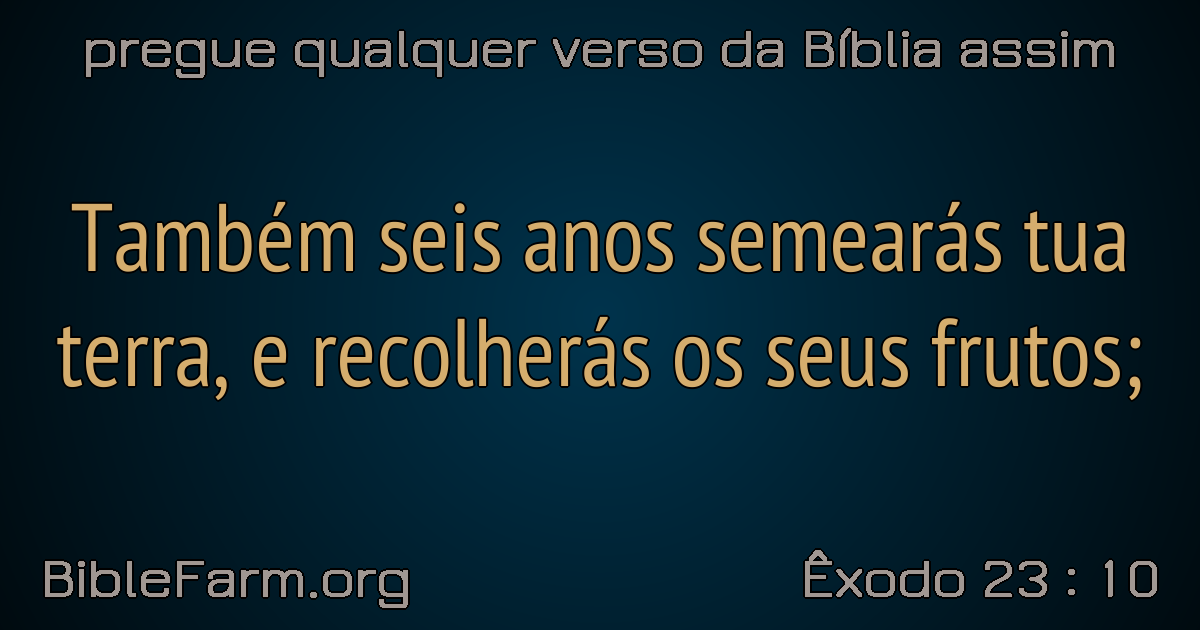 pregue qualquer verso da Bíblia assim
Também seis anos semearás tua
terra, e recolherás os seus frutos;
BibleFarm.org
Êxodo 23 : 10